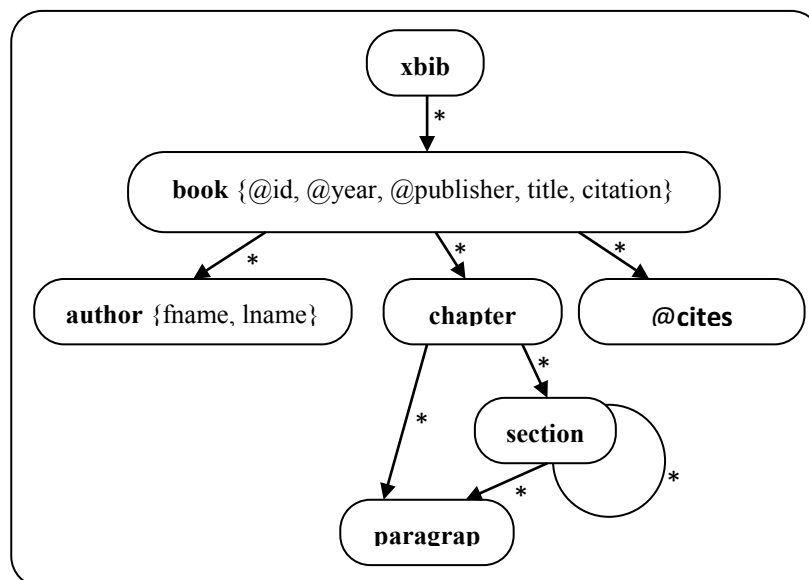 xbib
*
book {@id, @year, @publisher, title, citation}
* * *
author {fname, lname} chapter @cites
*
*
section
* *
paragrap